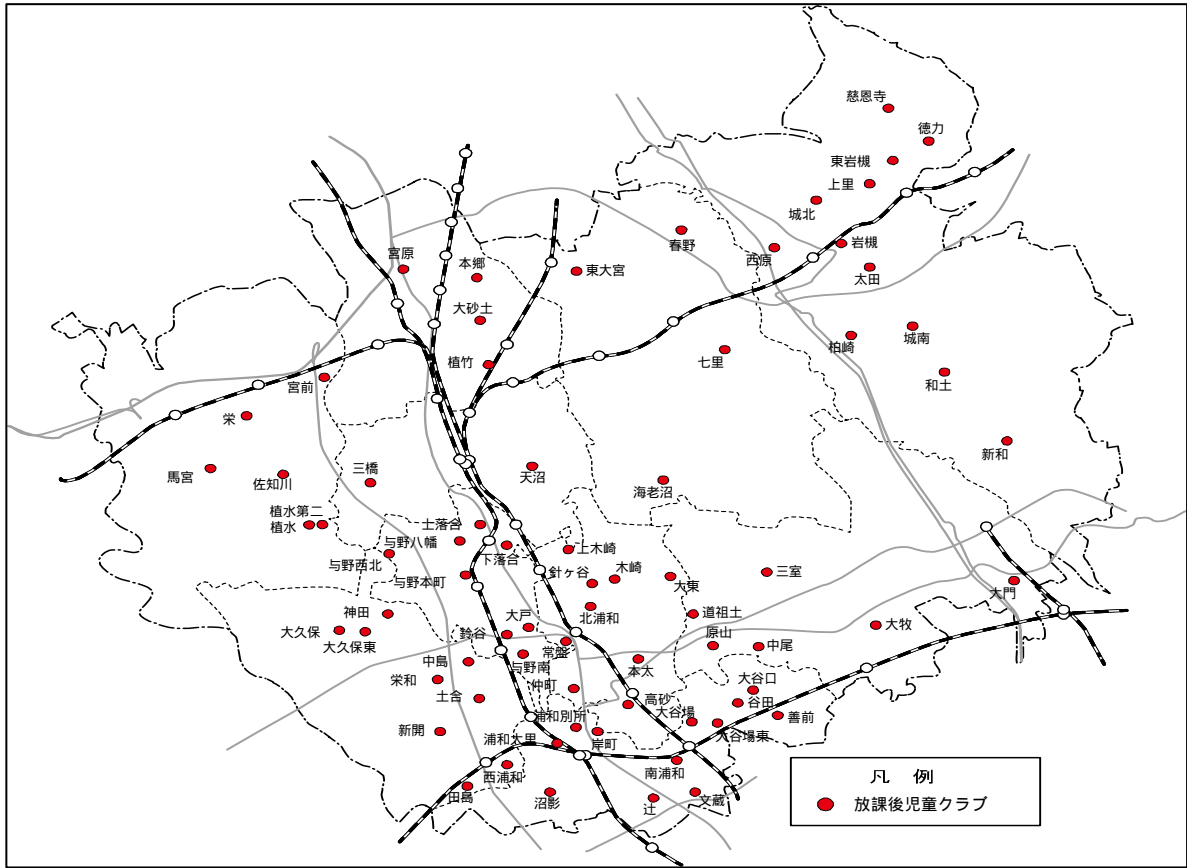 慈恩寺
徳力
東岩槻
上里
城北
春野
西原
岩槻
太田
宮原
本郷
東大宮
大砂土
城南
柏崎
植竹
七里
和土
宮前
栄
新和
馬宮
佐知川
三橋
天沼
海老沼
植水第二
植水
土落合
与野八幡
下落合
上木崎
与野西北
与野本町
針ヶ谷
木崎
大東
三室
大門
神田
大戸
北浦和
道祖土
大久保
大久保東
鈴谷
常盤
原山
中尾
大牧
中島
与野南
本太
栄和
仲町
大谷口
土合
高砂
大谷場
谷田
善前
新開
浦和別所
岸町
大谷場東
浦和大里
西浦和
南浦和
田島
沼影
辻
文蔵
凡 例
放課後児童クラブ